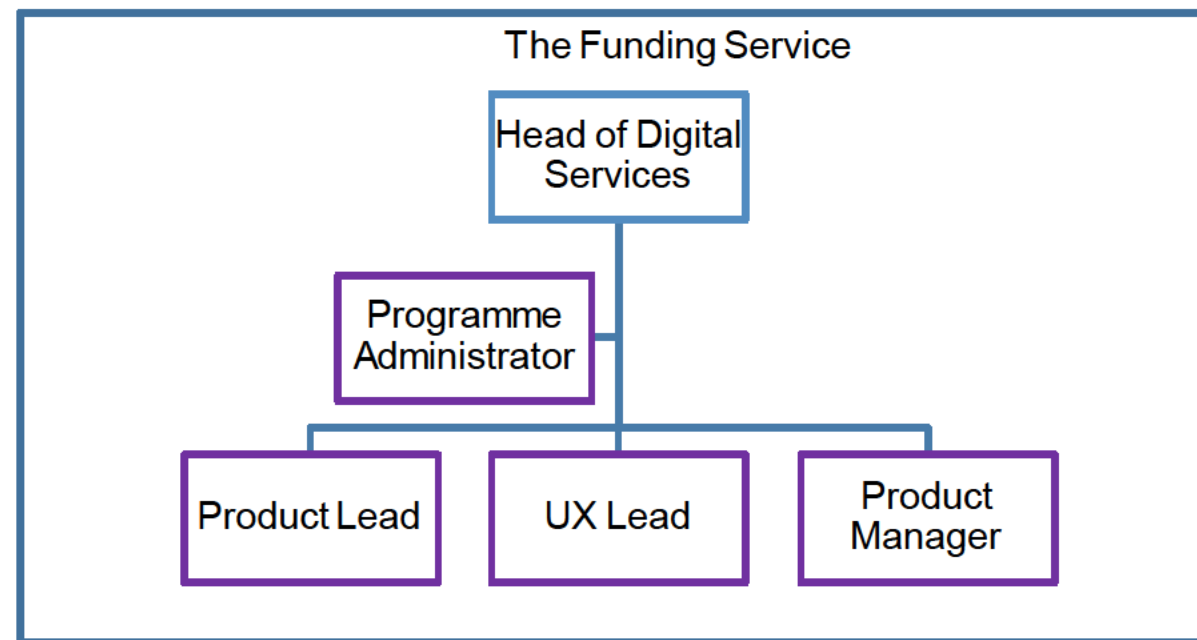 The Funding Service
Head of Digital
Services
Programme
Administrator
Product Lead
UX Lead
Product
Manager